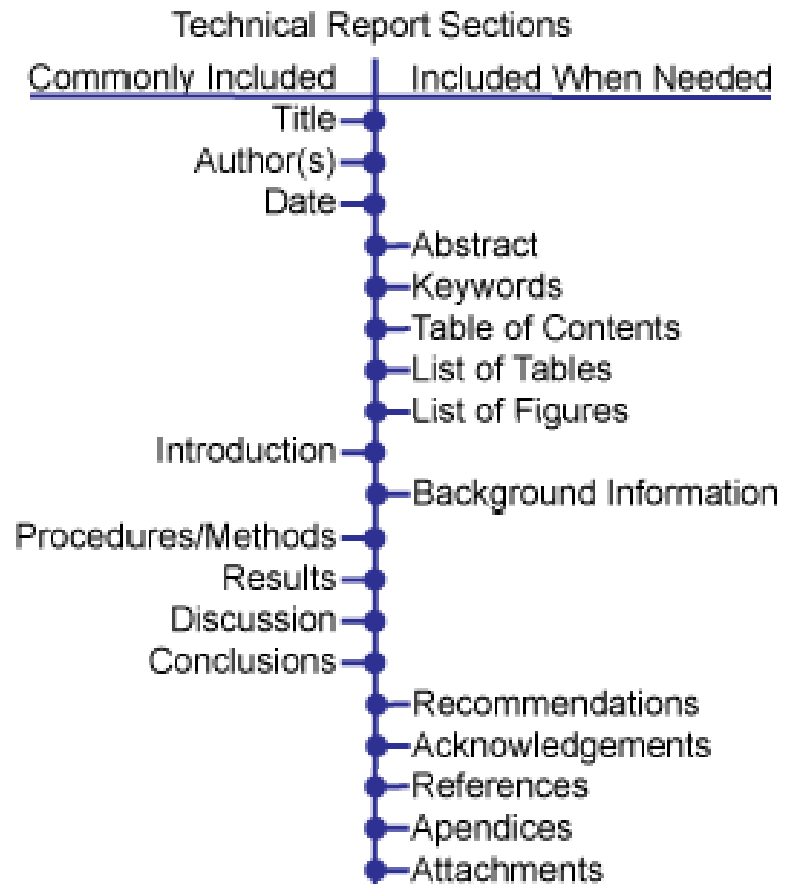 Technical Report Sections
Commonly Included Included When Needed
Title
Author(s)
Date
Abstract
Keywords
Table of Contents
List of Tables
List of Figures
Introduction
Background Information
Procedures/Methods
Results
Discussion
Conclusions
Recommendations
Acknowledgements
References
Apendices
Attachments